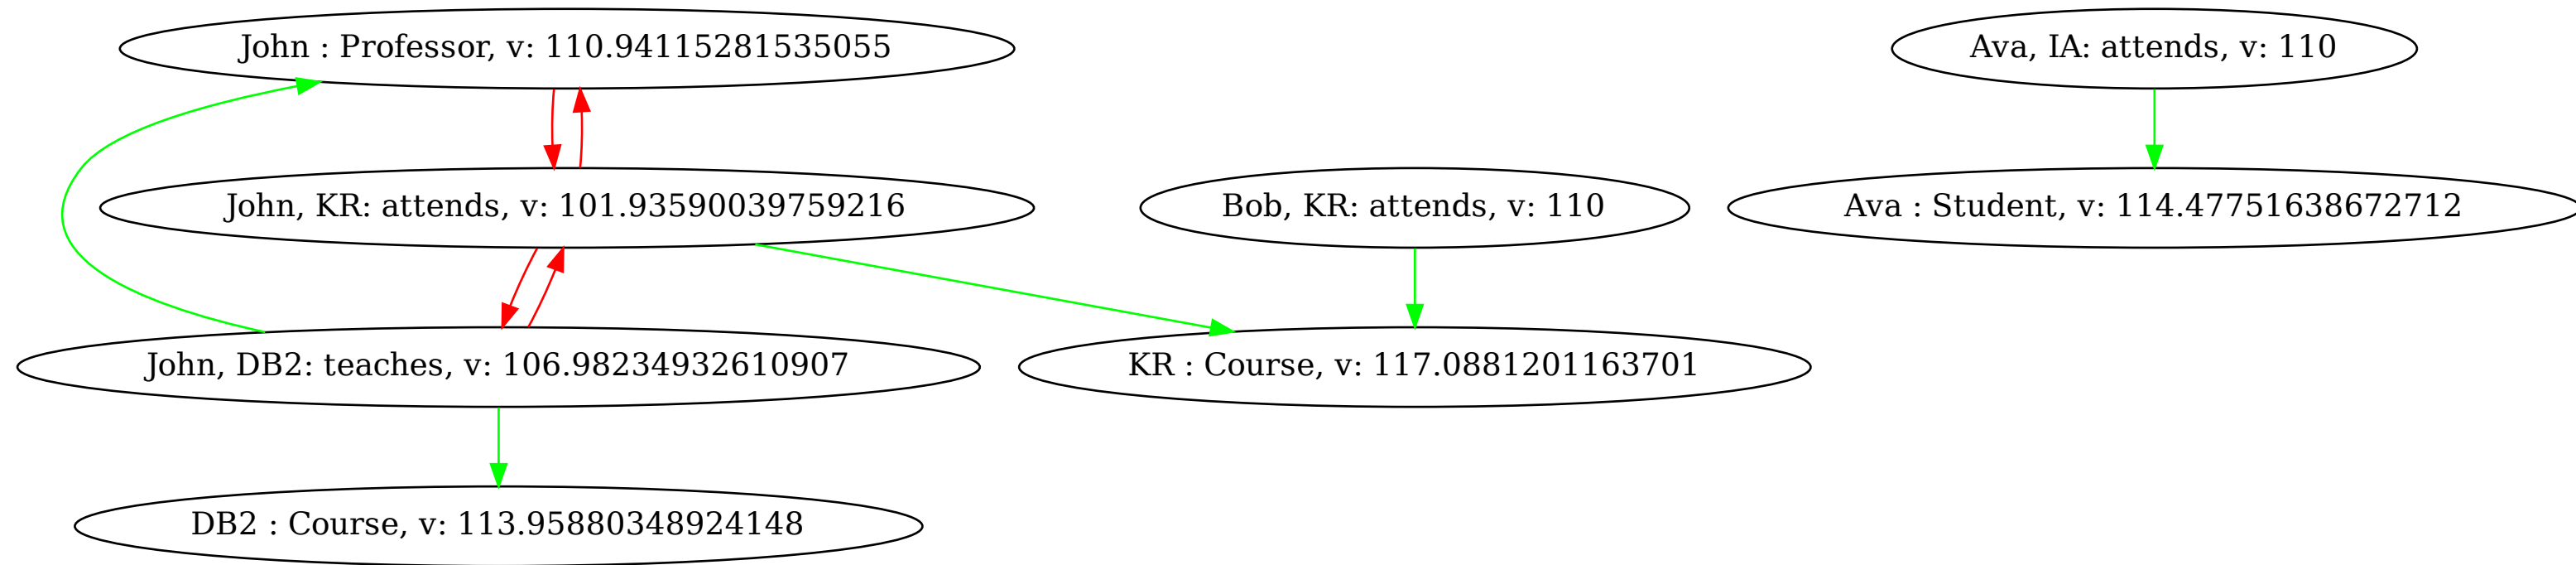 John : Professor, v: 110.94115281535055
Ava, IA: attends, v: 110
John, KR: attends, v: 101.93590039759216
Bob, KR: attends, v: 110
Ava : Student, v: 114.47751638672712
John, DB2: teaches, v: 106.98234932610907
KR : Course, v: 117.0881201163701
DB2 : Course, v: 113.95880348924148